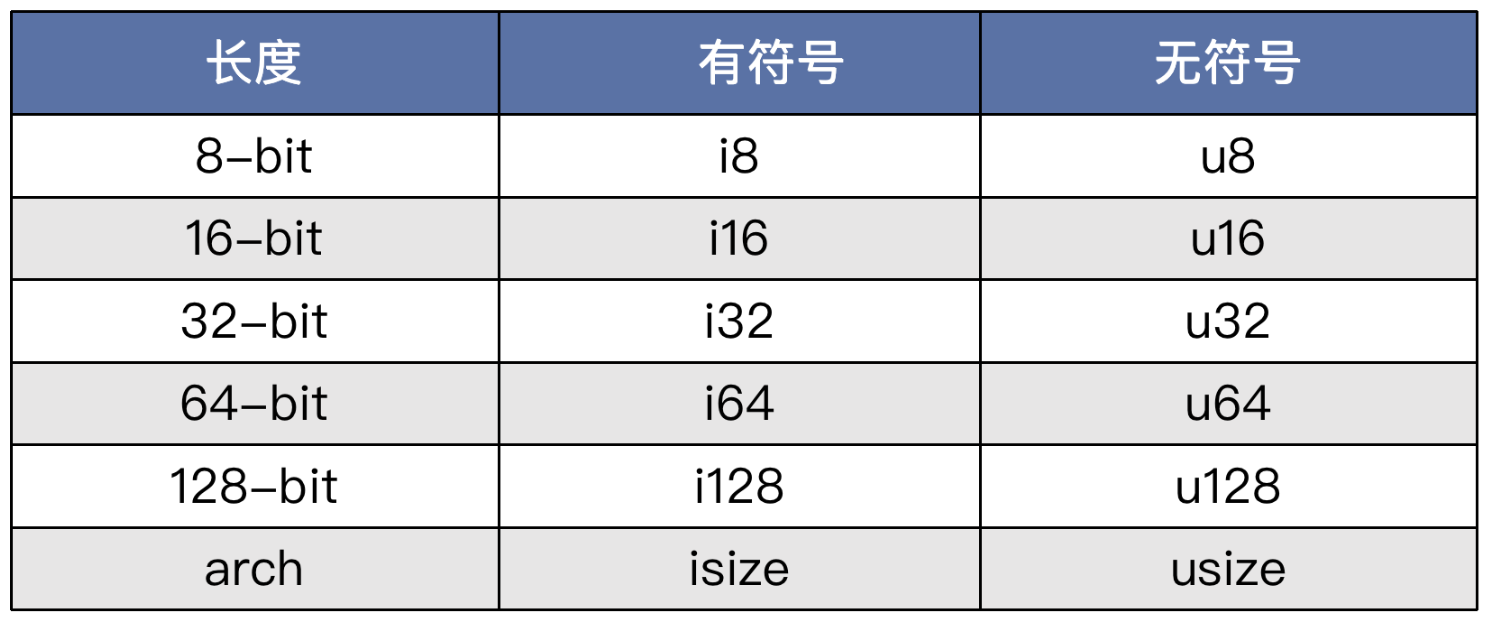 长度 有符号 无符号
8-bit i8 u8
16-bit i16 u16
32-bit i32 u32
64-bit i64 u64
128-bit i128 u128
arch isize usize